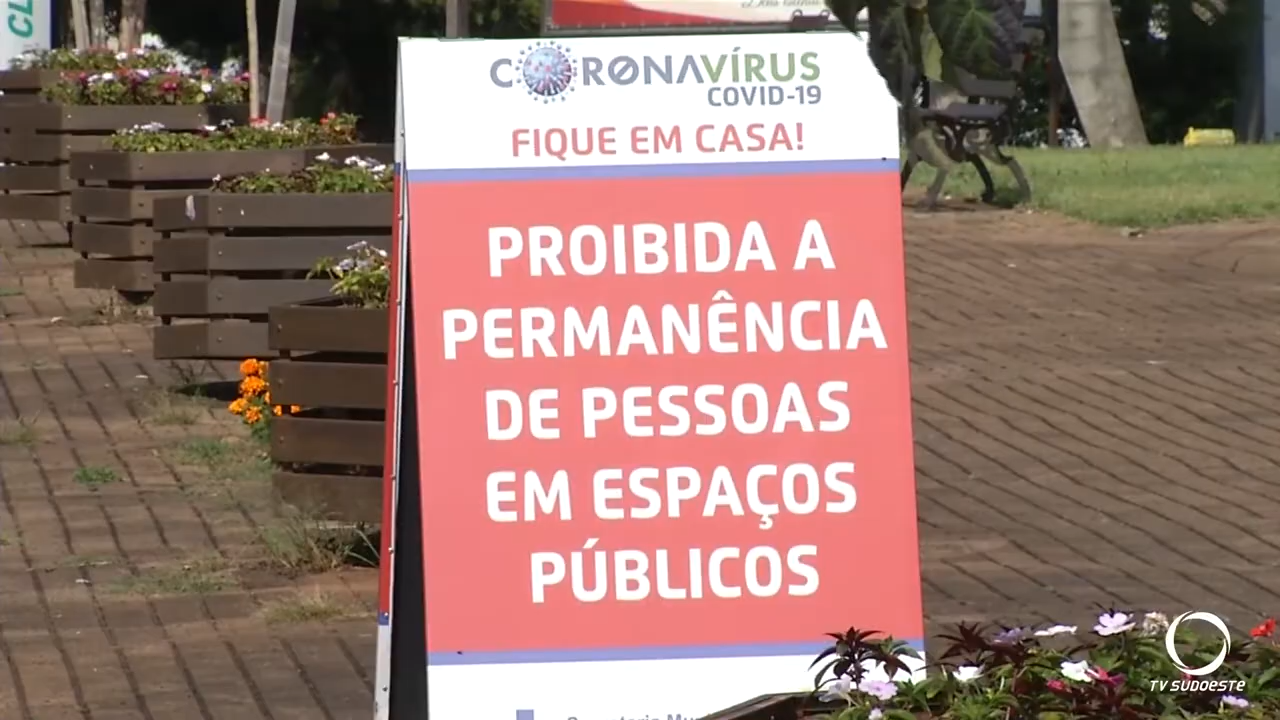 CORONAVÍRUS
COVID-19
FIQUE EM CASA!
PROIBIDA A
PERMANÊNCIA
DE PESSOAS
EM ESPAÇOS
PÚBLICOS
TV SUDOESTE